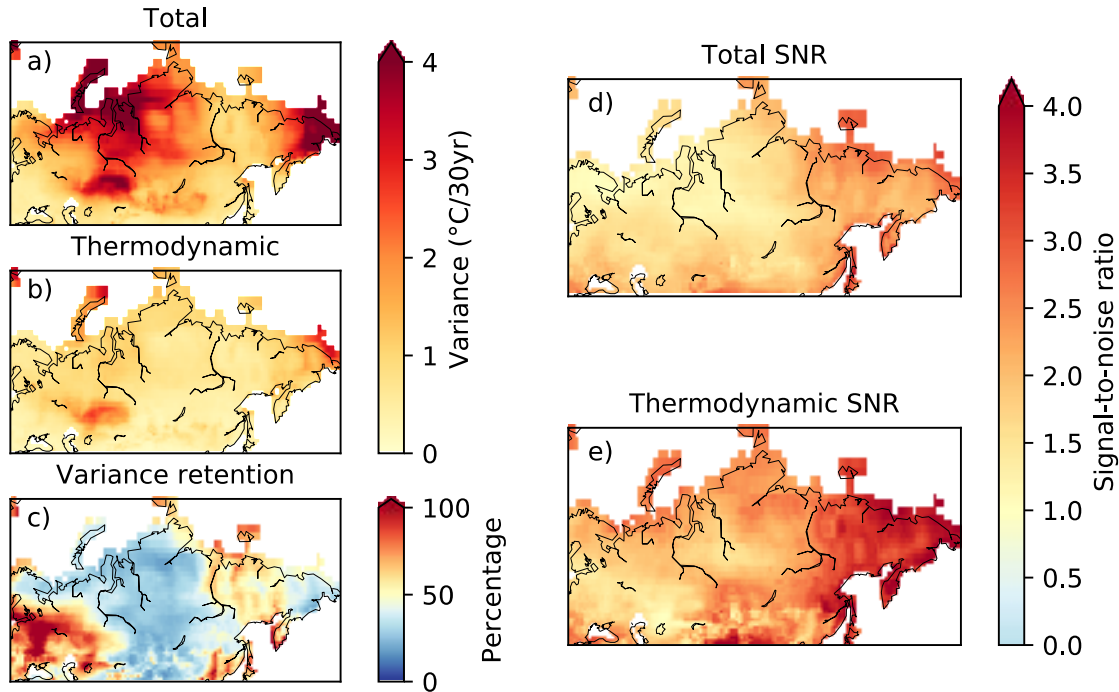 Total
a)
4
3
2
1
0
Variance (°C/30yr)
Thermodynamic
b)
Variance retention
c)
100
50
0
Percentage
Total SNR
d)
Thermodynamic SNR
e)
4.0
3.5
3.0
2.5
2.0
1.5
1.0
0.5
0.0
Signal-to-noise ratio